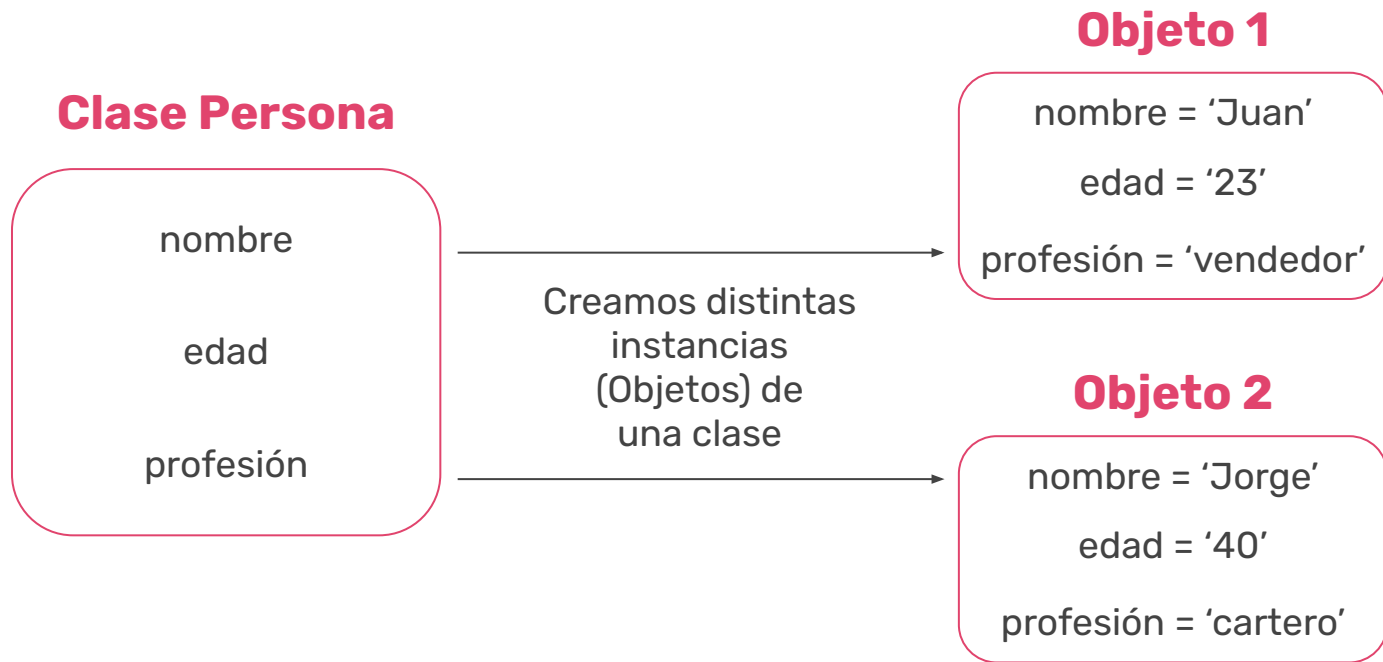 Clase Persona
nombre
edad
profesión
Creamos distintas
instancias
(Objetos) de
una clase
Objeto 1
nombre = ‘Juan’
edad = ‘23’
profesión = ‘vendedor’
Objeto 2
nombre = ‘Jorge’
edad = ‘40’
profesión = ‘cartero’